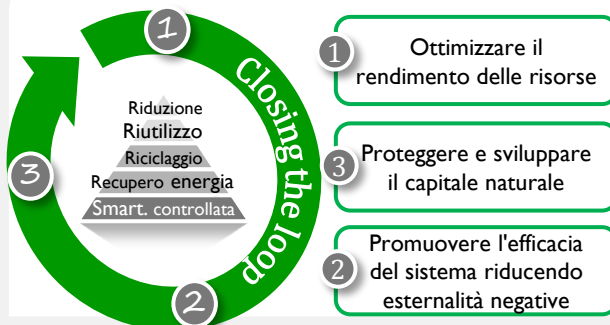 1
Closing the loop
2
3
Riduzione
Riutilizzo
Riciclaggio
Recupero energia
Smart. controllata
1
Ottimizzare il
rendimento delle risorse
3
Proteggere e sviluppare
il capitale naturale
2
Promuovere l'efficacia
del sistema riducendo
esternalità negative